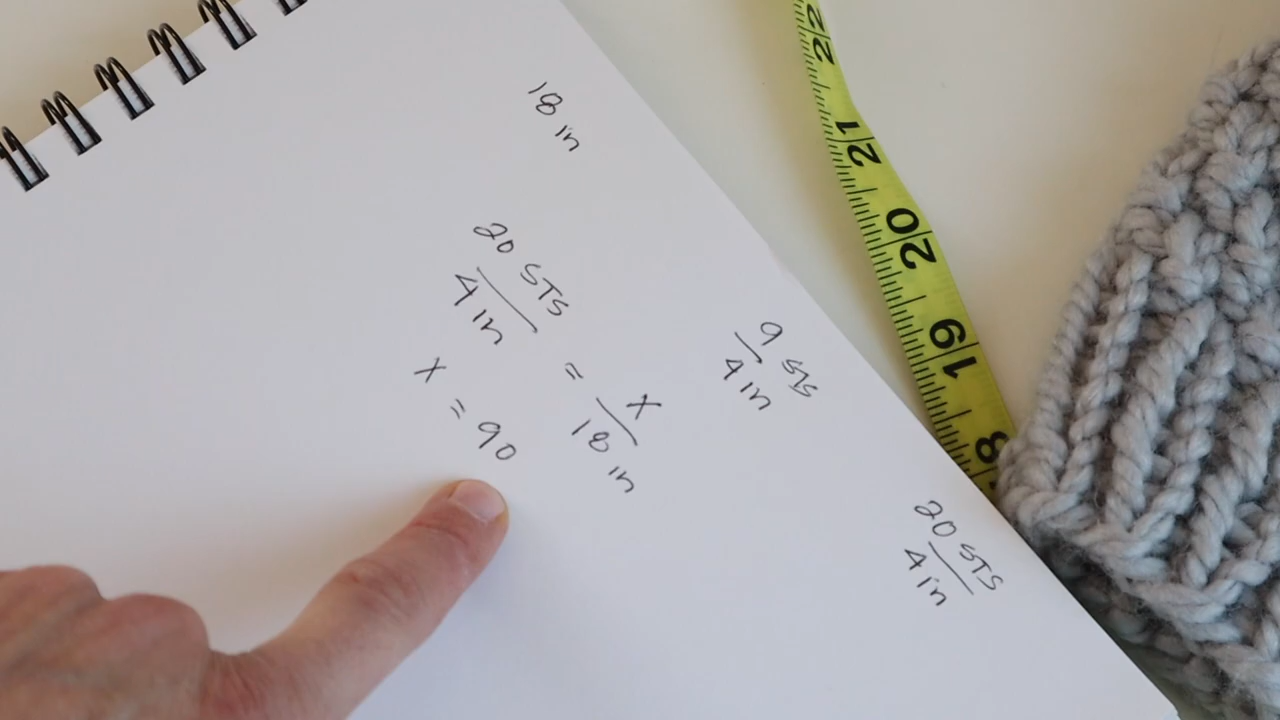 18 in
20 STS
4 in
=
x
18 in
x = 90
9 STS
4 in
20 STS
4 in
22
21
20
19
18